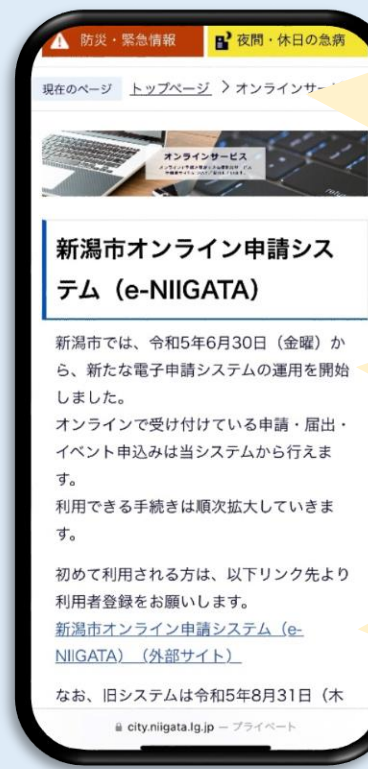 防災・緊急情報
夜間・休日の急病
現在のページ トップページ > オンラインサー
オンラインサービス
新潟市オンライン申請シス
テム（e-NIIGATA）
新潟市では、令和5年6月30日（金曜）か
ら、新たな電子申請システムの運用を開始
しました。
オンラインで受け付けている申請・届出・
イベント申込みは当システムから行えま
す。
利用できる手続きは順次拡大していきま
す。
初めて利用される方は、以下リンク先より
利用者登録をお願いします。
新潟市オンライン申請システム（e-
NIIGATA）（外部サイト）
なお、旧システムは令和5年8月31日（木
city.niigata.lg.jp — プライベート